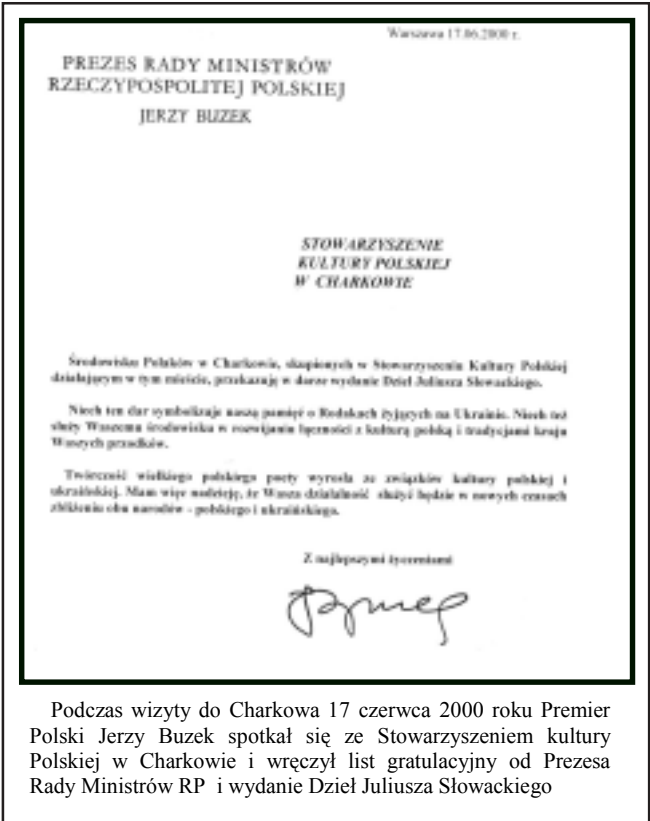 Warszawa 17.06.2000 r.
PREZES RADY MINISTRÓW
RZECZYPOSPOLITEJ POLSKIEJ
JERZY BUZEK
STOWARZYSZENIE
KULTURY POLSKIEJ
W CHARKOWIE
Środowisku Polaków w Charkowie, skupionych w Stowarzyszeniu Kultury Polskiej
działającym w tym mieście, przekazuję w darze wydanie Dzieł Juliusza Słowackiego.
Niech ten dar symbolizuje naszą pamięć o Rodakach żyjących na Ukrainie. Niech też
służy Waszemu środowisku w rozwijaniu łączności z kulturą polską i tradycjami kraju
Waszych przodków.
Twórczość wielkiego polskiego poety wyrosła ze związków kultury polskiej i
ukraińskiej. Mam więc nadzieję, że Wasza działalność służyć będzie w nowych czasach
zbliżeniu obu narodów - polskiego i ukraińskiego.
Z najlepszymi życzeniami
Podczas wizyty do Charkowa 17 czerwca 2000 roku Premier
Polski Jerzy Buzek spotkał się ze Stowarzyszeniem kultury
Polskiej w Charkowie i wręczył list gratulacyjny od Prezesa
Rady Ministrów RP i wydanie Dzieł Juliusza Słowackiego